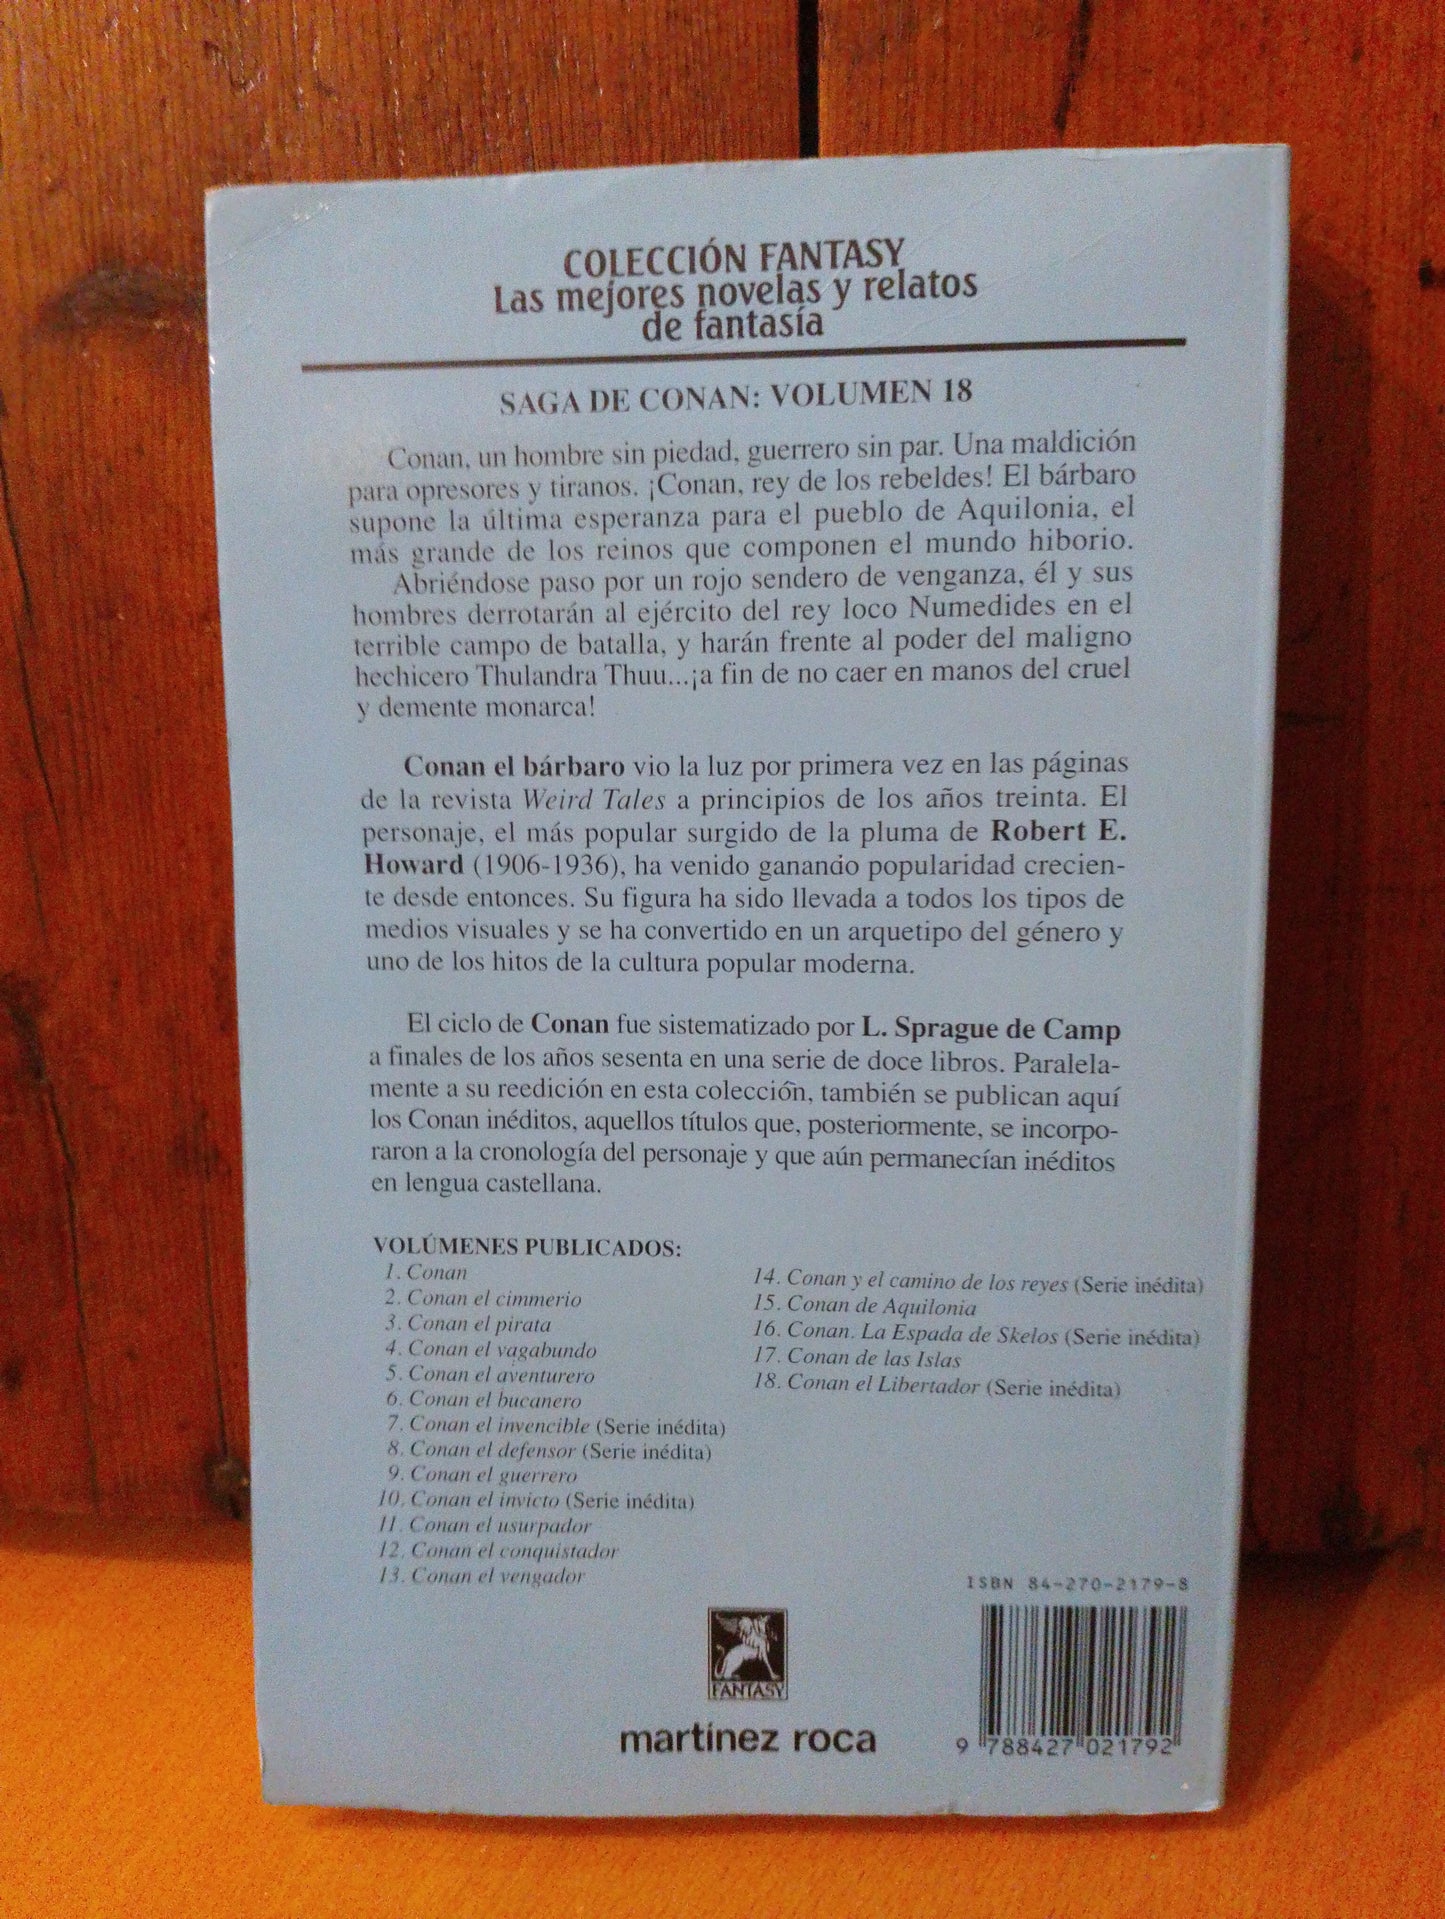 COLECCIÓN FANTASY
Las mejores novelas y relatos
de fantasía
SAGA DE CONAN: VOLUMEN 18
Conan, un hombre sin piedad, guerrero sin par. Una maldición
para opresores y tiranos. ¡Conan, rey de los rebeldes! El bárbaro
supone la última esperanza para el pueblo de Aquilonia, el
más grande de los reinos que componen el mundo hiborio.
Abriéndose paso por un rojo sendero de venganza, él y sus
hombres derrotarán al ejército del rey loco Numedides en el
terrible campo de batalla, y harán frente al poder del maligno
hechicero Thulandra Thuu...¡a fin de no caer en manos del cruel
y demente monarca!
Conan el bárbaro vio la luz por primera vez en las páginas
de la revista Weird Tales a principios de los años treinta. El
personaje, el más popular surgido de la pluma de Robert E.
Howard (1906-1936), ha venido ganando popularidad crecien-
te desde entonces. Su figura ha sido llevada a todos los tipos de
medios visuales y se ha convertido en un arquetipo del género y
uno de los hitos de la cultura popular moderna.
El ciclo de Conan fue sistematizado por L. Sprague de Camp
a finales de los años sesenta en una serie de doce libros. Paralela-
mente a su reedición en esta colección, también se publican aquí
los Conan inéditos, aquellos títulos que, posteriormente, se incorpo-
raron a la cronología del personaje y que aún permanecían inéditos
en lengua castellana.
VOLÚMENES PUBLICADOS:
1. Conan
2. Conan el cimmerio
3. Conan el pirata
4. Conan el vagabundo
5. Conan el aventurero
6. Conan el bucanero
7. Conan el invencible (Serie inédita)
8. Conan el defensor (Serie inédita)
9. Conan el guerrero
10. Conan el invicto (Serie inédita)
11. Conan el usurpador
12. Conan el conquistador
13. Conan el vengador
14. Conan y el camino de los reyes (Serie inédita)
15. Conan de Aquilonia
16. Conan. La Espada de Skelos (Serie inédita)
17. Conan de las Islas
18. Conan el Libertador (Serie inédita)
ISBN 84-270-2179-8
FANTASY
martínez roca
9 788427 021792